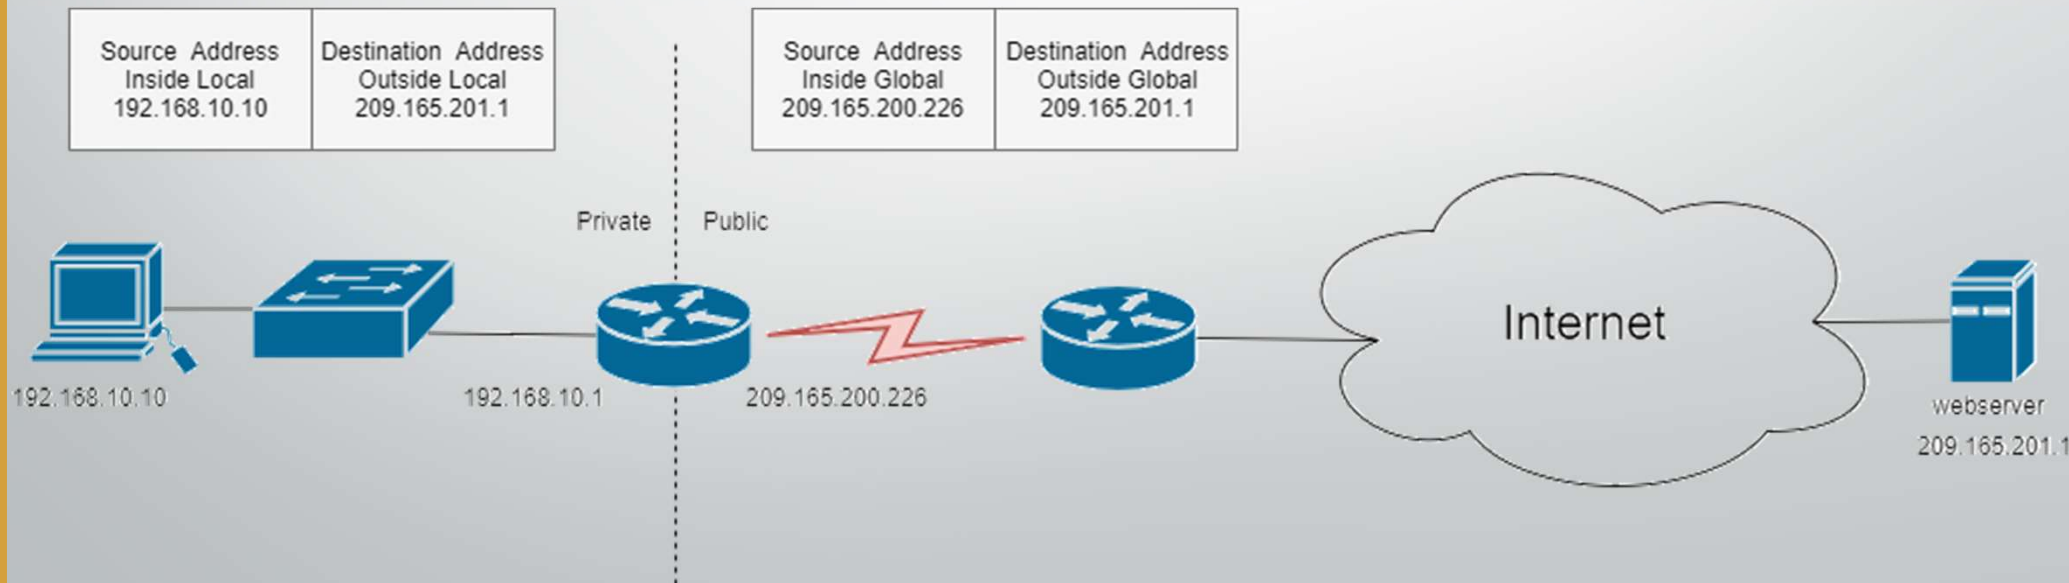 Source Address
Inside Local
192.168.10.10
Destination Address
Outside Local
209.165.201.1
Source Address
Inside Global
209.165.200.226
Destination Address
Outside Global
209.165.201.1
Private
Public
Internet
192.168.10.10
192.168.10.1
209.165.200.226
webserver
209.165.201.1